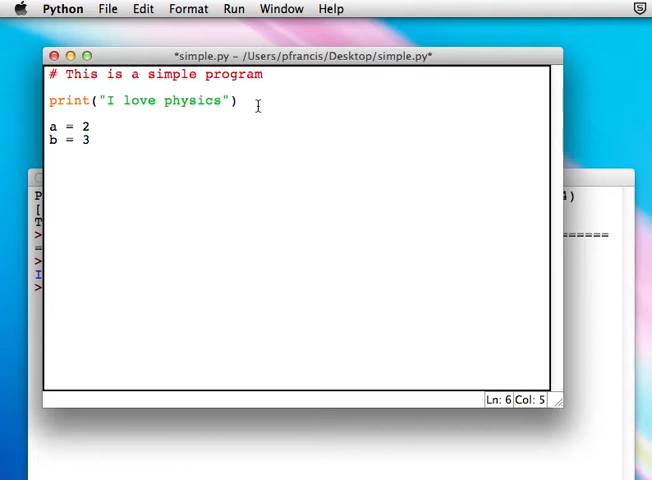 Python File Edit Format Run Window Help
*simple.py – /Users/pfrancis/Desktop/simple.py*
# This is a simple program
print("I love physics")
a = 2
b = 3
P
4)
[
T
> =======
=
>
I
>
Ln: 6 Col: 5